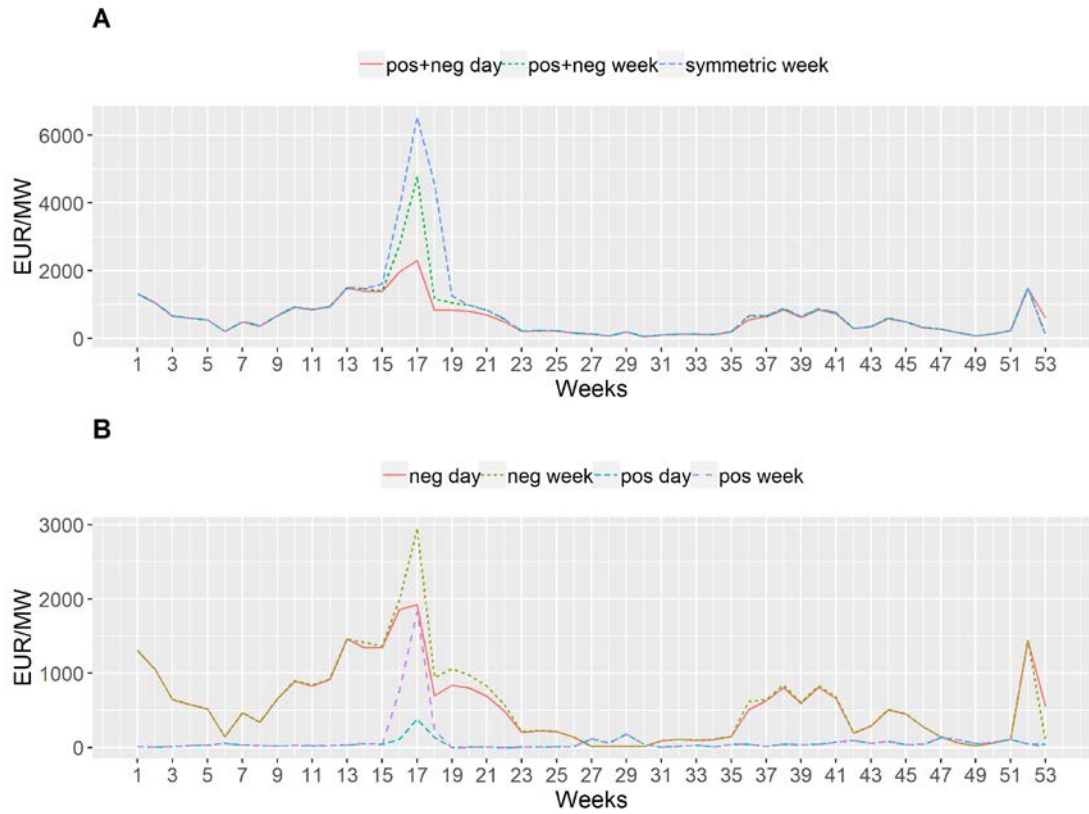 A
pos+neg day pos+neg week symmetric week
6000
4000
2000
0
EUR/MW
1 3 5 7 9 11 13 15 17 19 21 23 25 27 29 31 33 35 37 39 41 43 45 47 49 51 53
Weeks
B
neg day neg week pos day pos week
3000
2000
1000
0
EUR/MW
1 3 5 7 9 11 13 15 17 19 21 23 25 27 29 31 33 35 37 39 41 43 45 47 49 51 53
Weeks